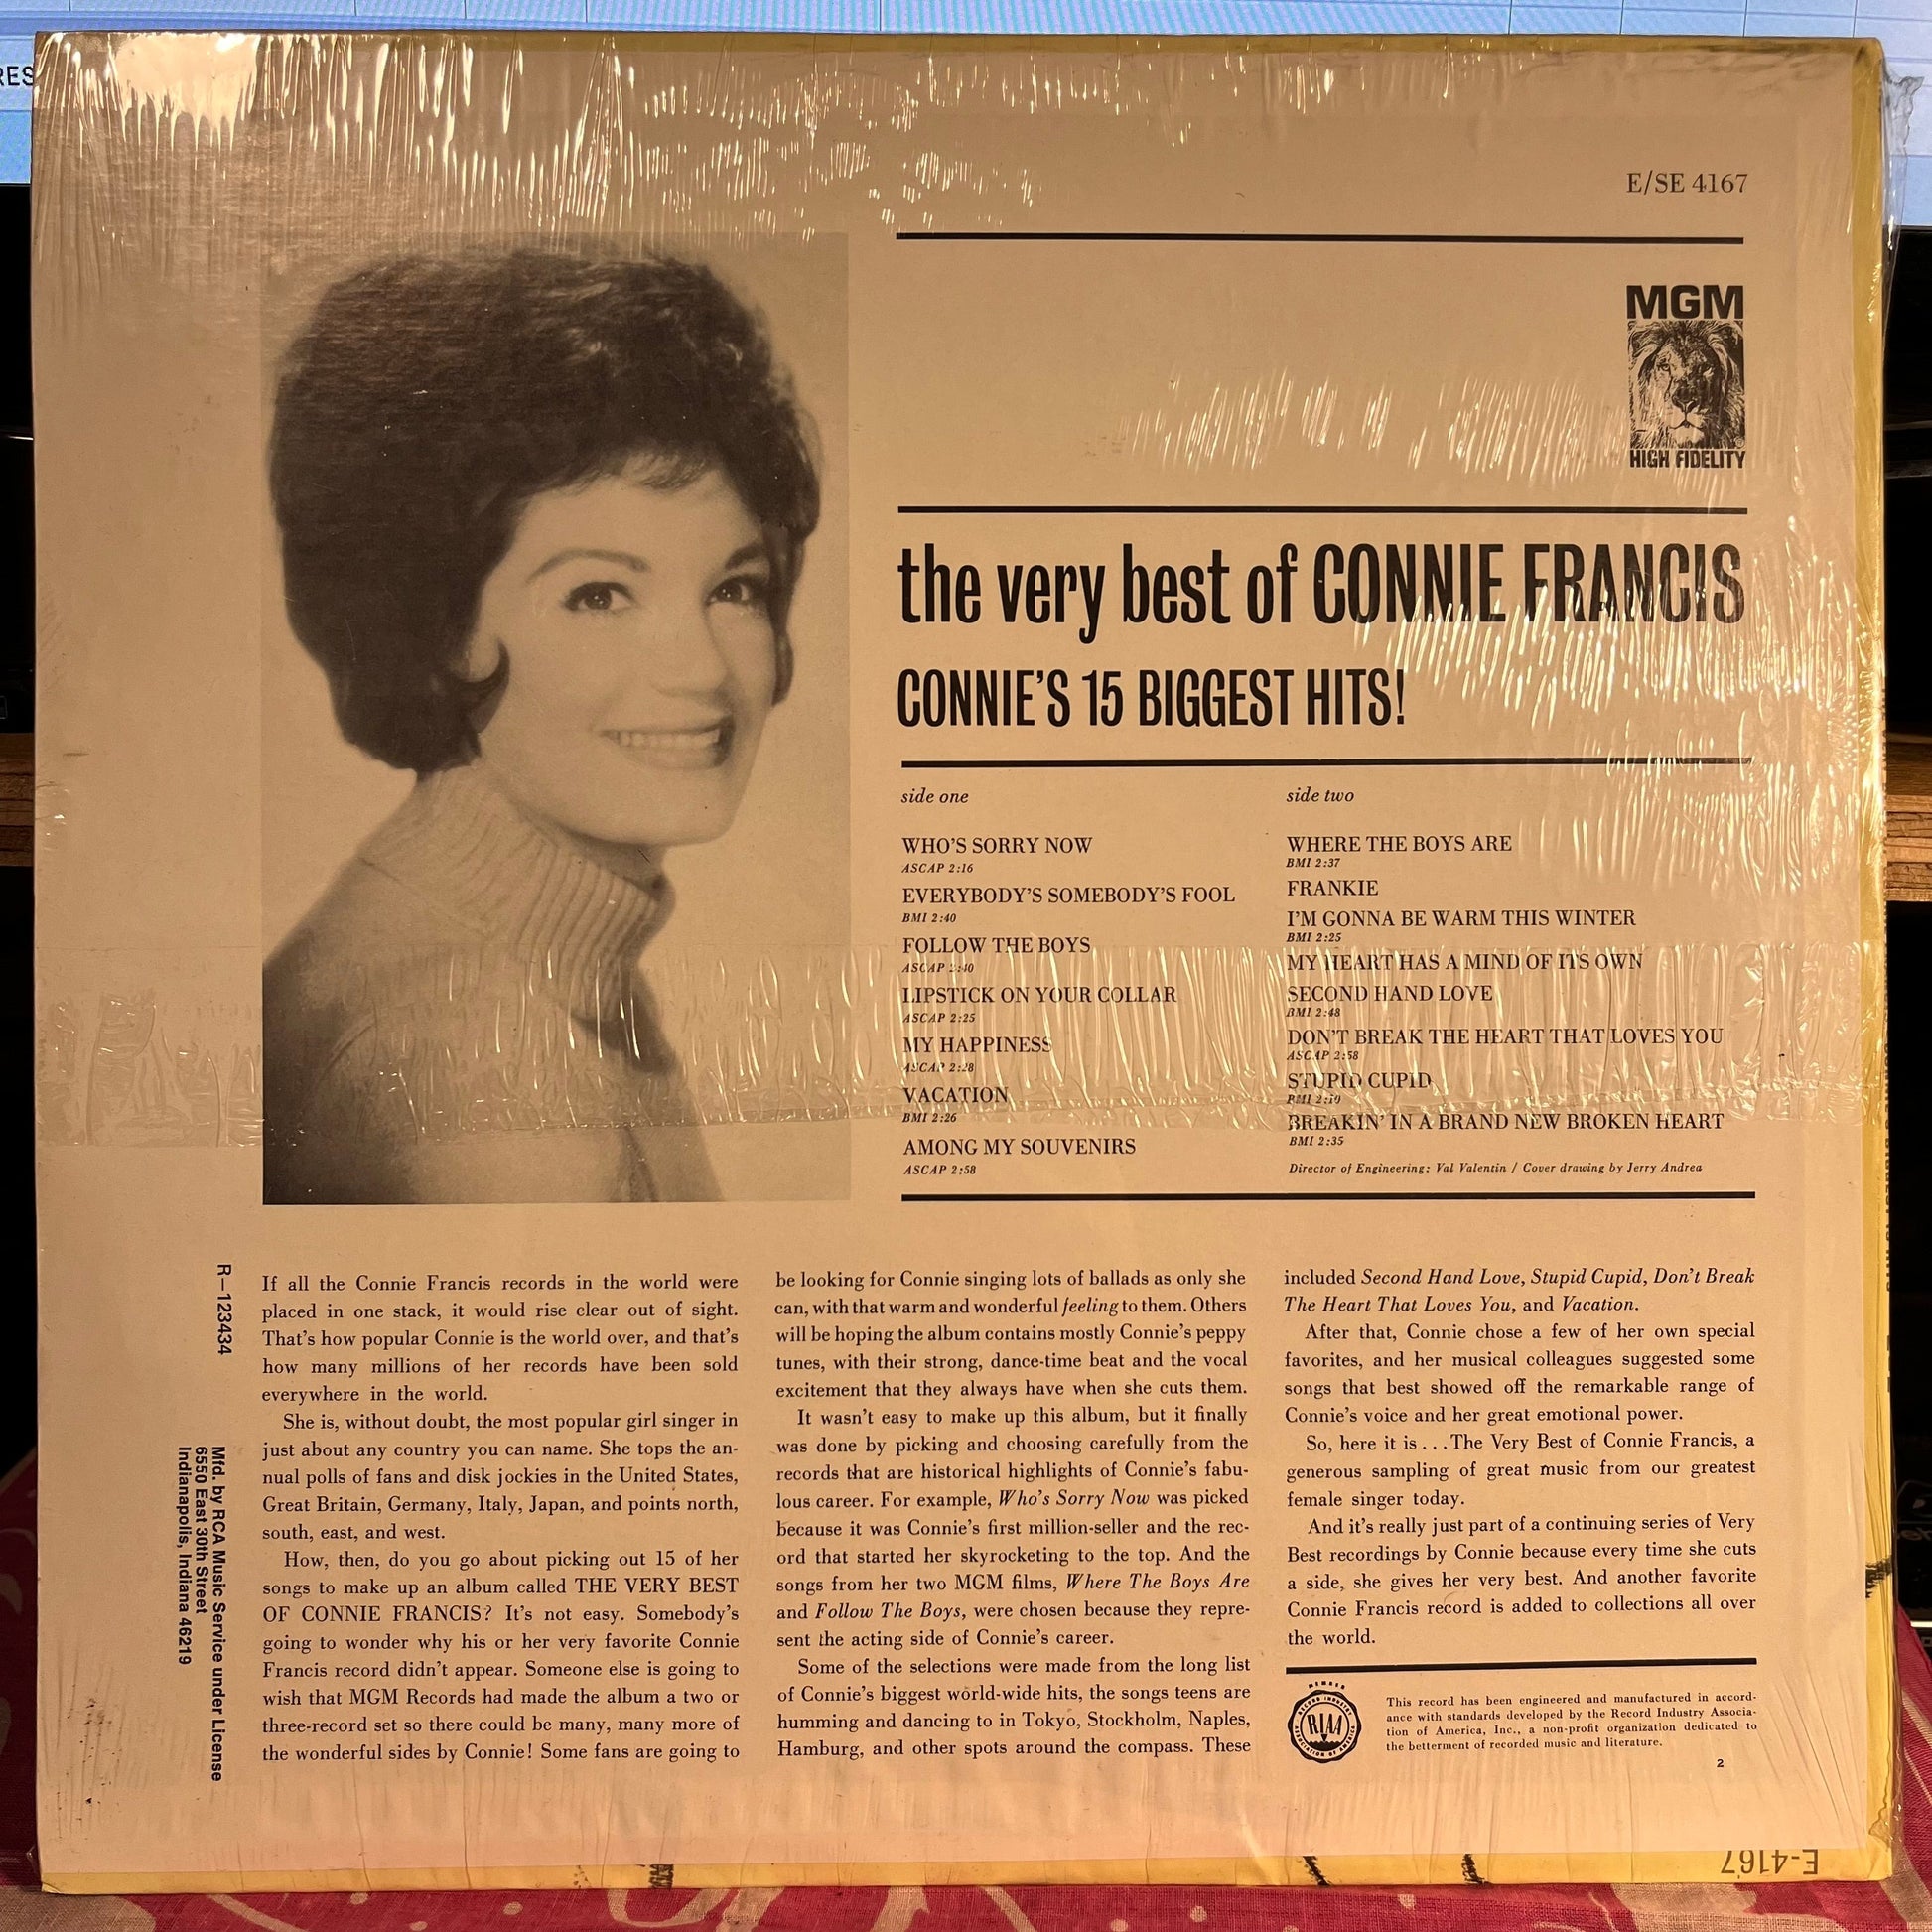 RES
E/SE 4167
MGM
HIGH FIDELITY
the very best of CONNIE FRANCIS
CONNIE'S 15 BIGGEST HITS!
side one
WHO'S SORRY NOW
ASCAP 2:16
EVERYBODY'S SOMEBODY'S FOOL
BMI 2:40
FOLLOW THE BOYS
ASCAP 2:40
LIPSTICK ON YOUR COLLAR
ASCAP 2:25
MY HAPPINESS
ASCAP 2:28
VACATION
BMI 2:26
AMONG MY SOUVENIRS
ASCAP 2:58
side two
WHERE THE BOYS ARE
BMI 2:37
FRANKIE
I'M GONNA BE WARM THIS WINTER
BMI 2:25
MY HEART HAS A MIND OF ITS OWN
SECOND HAND LOVE
BMI 2:48
DON'T BREAK THE HEART THAT LOVES YOU
ASCAP 2:58
STUPID CUPID
BMI 2:10
BREAKIN' IN A BRAND NEW BROKEN HEART
BMI 2:35
Director of Engineering: Val Valentin / Cover drawing by Jerry Andrea
R—123434
Mfd. by RCA Music Service under License
6550 East 30th Street
Indianapolis, Indiana 46219
If all the Connie Francis records in the world were
placed in one stack, it would rise clear out of sight.
That's how popular Connie is the world over, and that's
how many millions of her records have been sold
everywhere in the world.
She is, without doubt, the most popular girl singer in
just about any country you can name. She tops the an-
nual polls of fans and disk jockies in the United States,
Great Britain, Germany, Italy, Japan, and points north,
south, east, and west.
How, then, do you go about picking out 15 of her
songs to make up an album called THE VERY BEST
OF CONNIE FRANCIS? It's not easy. Somebody's
going to wonder why his or her very favorite Connie
Francis record didn't appear. Someone else is going to
wish that MGM Records had made the album a two or
three-record set so there could be many, many more of
the wonderful sides by Connie! Some fans are going to
be looking for Connie singing lots of ballads as only she
can, with that warm and wonderful feeling to them. Others
will be hoping the album contains mostly Connie's peppy
tunes, with their strong, dance-time beat and the vocal
excitement that they always have when she cuts them.
It wasn't easy to make up this album, but it finally
was done by picking and choosing carefully from the
records that are historical highlights of Connie's fabu-
lous career. For example, Who's Sorry Now was picked
because it was Connie's first million-seller and the rec-
ord that started her skyrocketing to the top. And the
songs from her two MGM films, Where The Boys Are
and Follow The Boys, were chosen because they repre-
sent the acting side of Connie's career.
Some of the selections were made from the long list
of Connie's biggest world-wide hits, the songs teens are
humming and dancing to in Tokyo, Stockholm, Naples,
Hamburg, and other spots around the compass. These
included Second Hand Love, Stupid Cupid, Don't Break
The Heart That Loves You, and Vacation.
After that, Connie chose a few of her own special
favorites, and her musical colleagues suggested some
songs that best showed off the remarkable range of
Connie's voice and her great emotional power.
So, here it is...The Very Best of Connie Francis, a
generous sampling of great music from our greatest
female singer today.
And it's really just part of a continuing series of Very
Best recordings by Connie because every time she cuts
a side, she gives her very best. And another favorite
Connie Francis record is added to collections all over
the world.
MEMBER
RECORD INDUSTRY
RIAA
ASSOCIATION OF AMERICA
This record has been engineered and manufactured in accord-
ance with standards developed by the Record Industry Associa-
tion of America, Inc., a non-profit organization dedicated to
the betterment of recorded music and literature.
2
E-4167